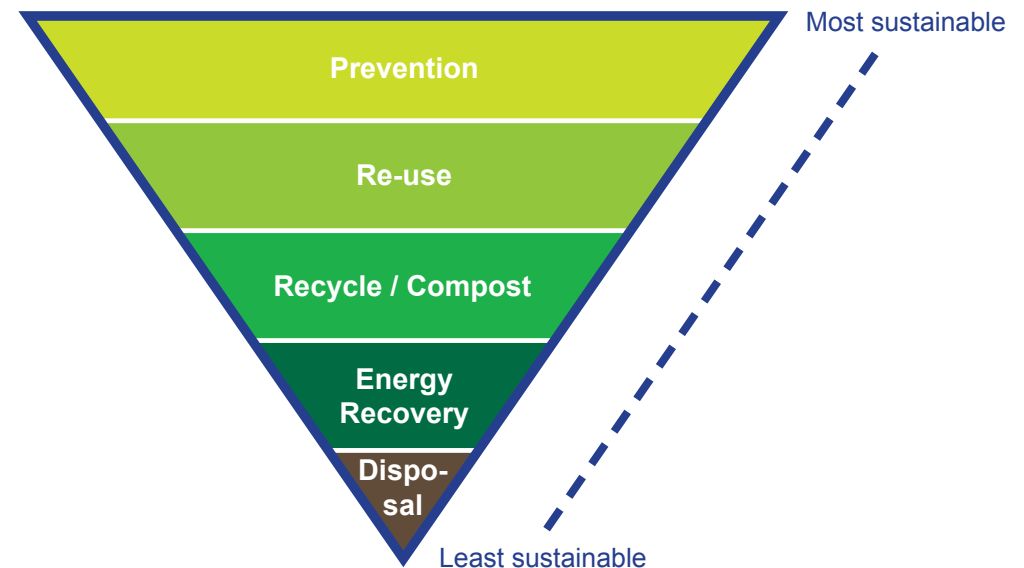 Most sustainable
Prevention
Re-use
Recycle / Compost
Energy
Recovery
Dispo-
sal
Least sustainable